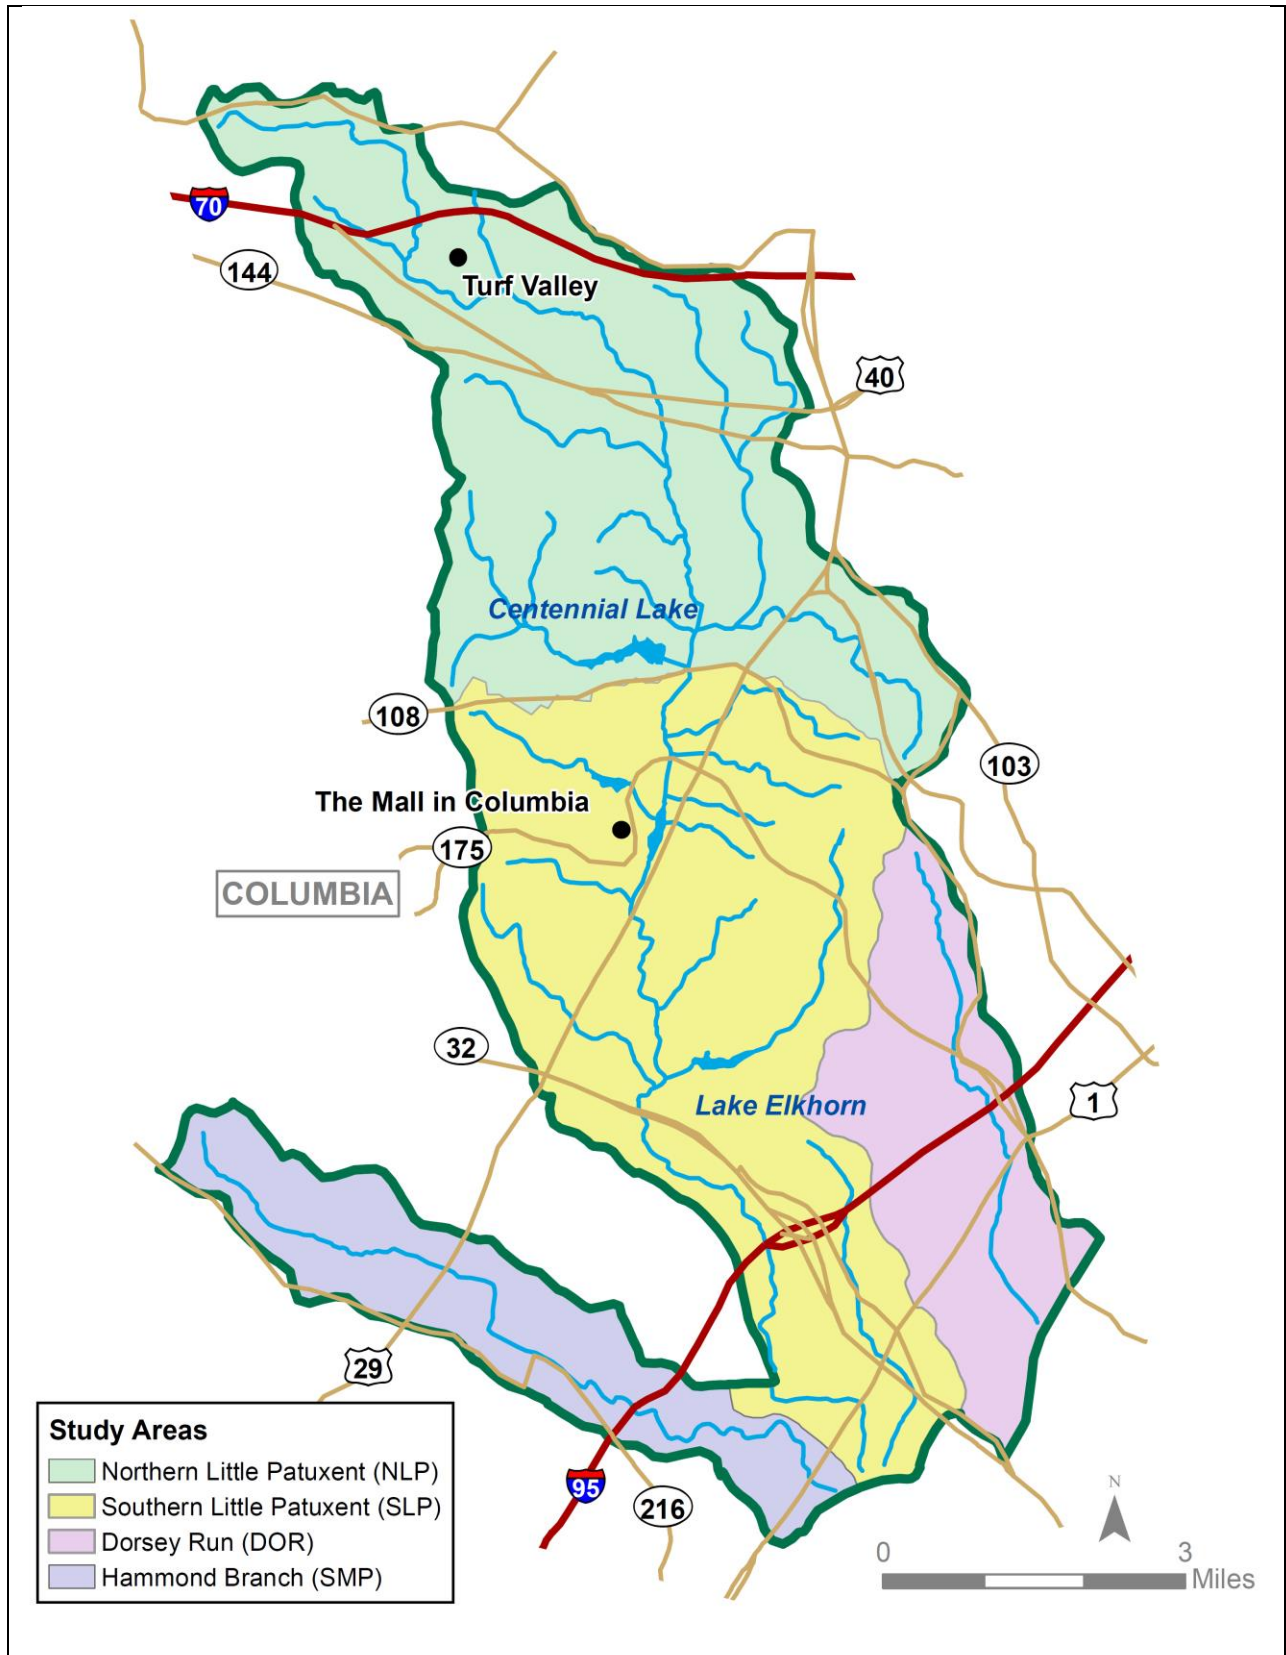 70
144
Turf Valley
40
Centennial Lake
108
103
The Mall in Columbia
175
COLUMBIA
32
1
Lake Elkhorn
29
95
216
Study Areas
Northern Little Patuxent (NLP)
Southern Little Patuxent (SLP)
Dorsey Run (DOR)
Hammond Branch (SMP)
N
0 3
Miles